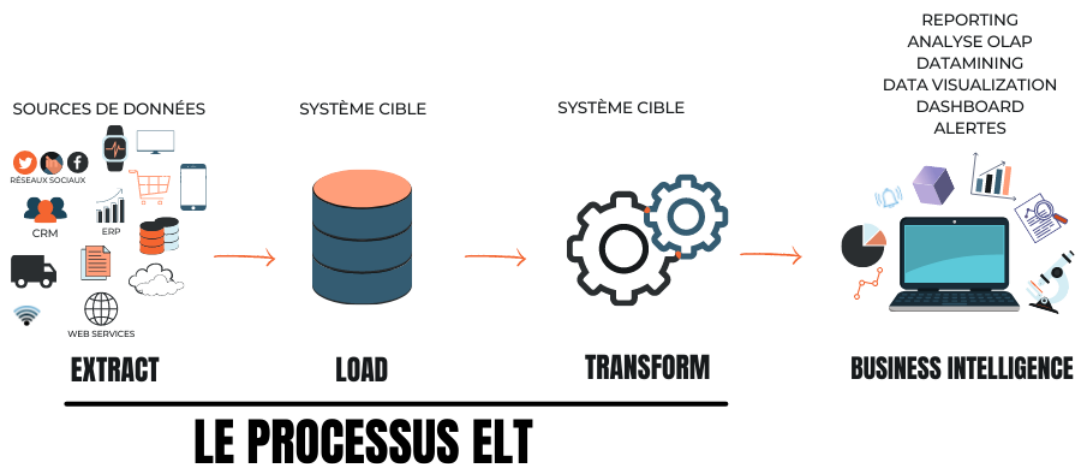 REPORTING
ANALYSE OLAP
DATAMINING
DATA VISUALIZATION
DASHBOARD
ALERTES
SOURCES DE DONNÉES
SYSTÈME CIBLE
SYSTÈME CIBLE
RÉSEAUX SOCIAUX
CRM
ERP
WEB SERVICES
EXTRACT
LOAD
TRANSFORM
BUSINESS INTELLIGENCE
LE PROCESSUS ELT